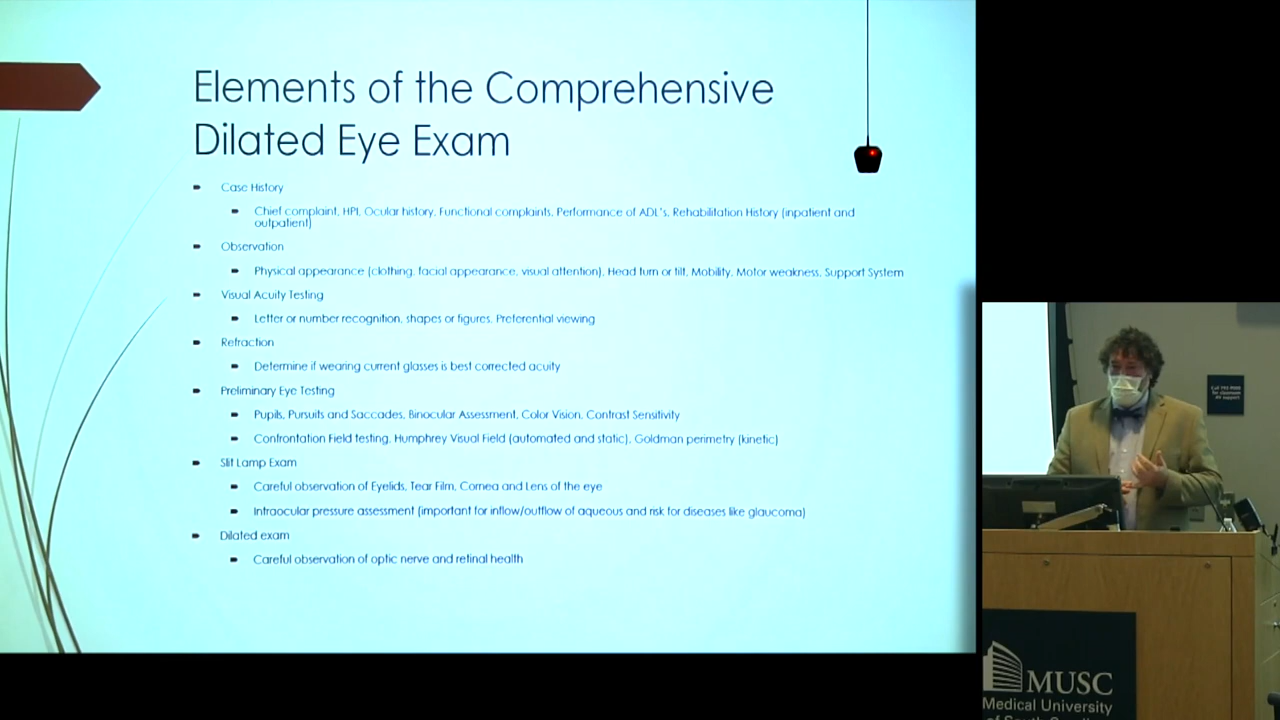 Elements of the Comprehensive
Dilated Eye Exam
Case History
Chief complaint, HPI, Ocular history, Functional complaints, Performance of ADL's, Rehabilitation History (inpatient and
outpatient)
Observation
Physical appearance (clothing, facial appearance, visual attention), Head turn or tilt, Mobility, Motor weakness, Support System
Visual Acuity Testing
Letter or number recognition, shapes or figures, Preferential viewing
Refraction
Determine if wearing current glasses is best corrected acuity
Preliminary Eye Testing
Pupils, Pursuits and Saccades, Binocular Assessment, Color Vision, Contrast Sensitivity
Confrontation Field testing, Humphrey Visual Field (automated and static), Goldman perimetry (kinetic)
Slit Lamp Exam
Careful observation of Eyelids, Tear Film, Cornea and Lens of the eye
Intraocular pressure assessment (important for inflow/outflow of aqueous and risk for diseases like glaucoma)
Dilated exam
Careful observation of optic nerve and retinal health
for classroom
AV support
MUSC
Medical University
of South